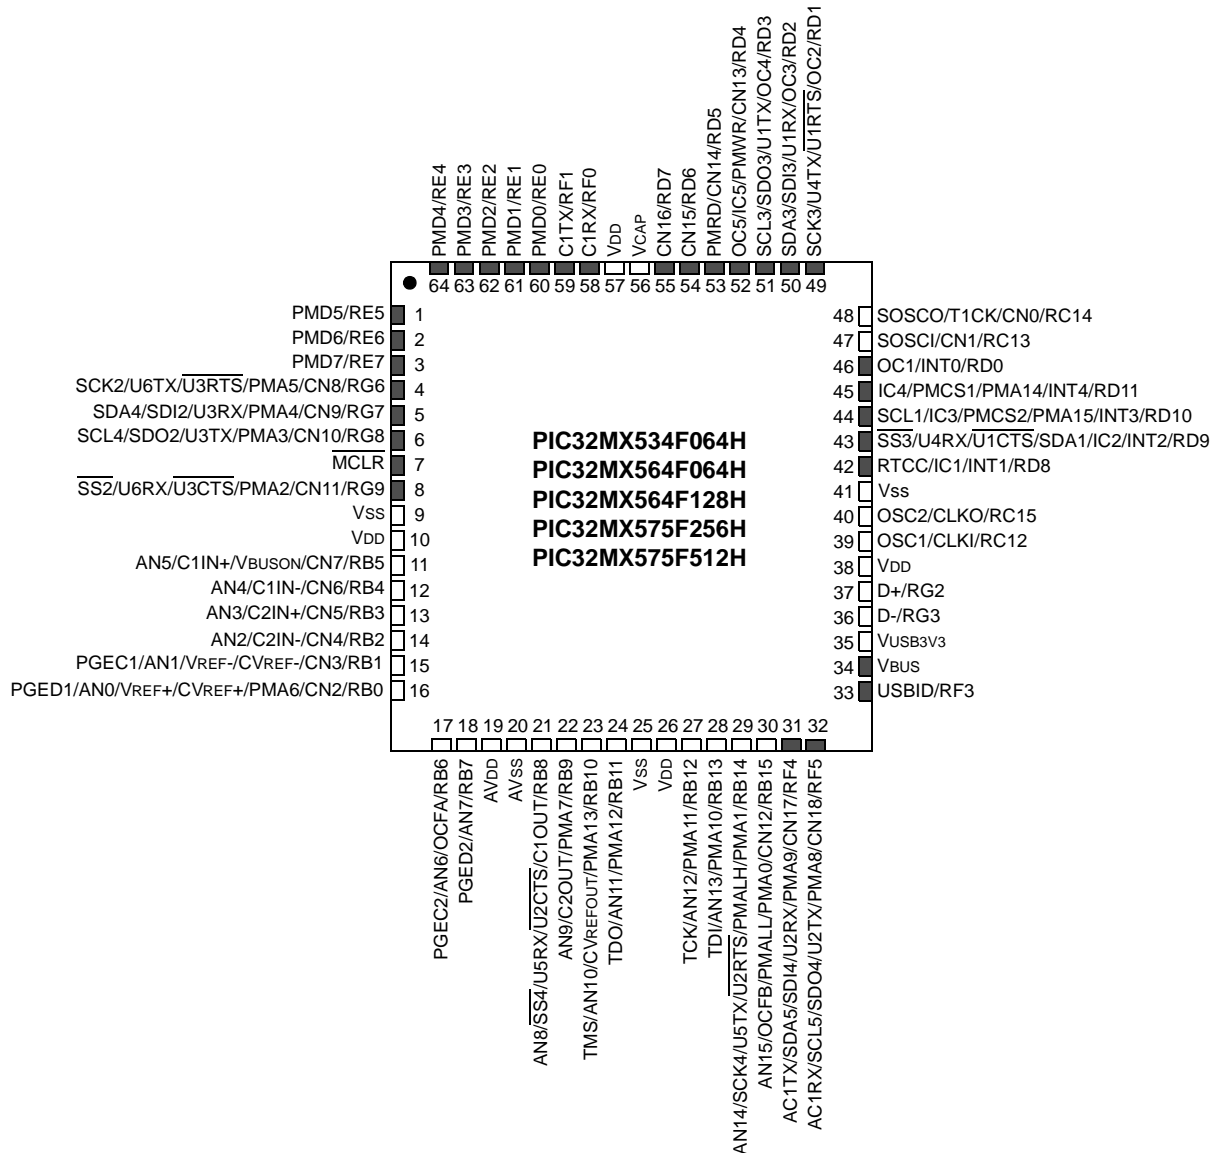 PMD4/RE4
PMD3/RE3
PMD2/RE2
PMD1/RE1
PMD0/RE0
C1TX/RF1
C1RX/RF0
VDD
VCAP
CN16/RD7
CN15/RD6
PMRD/CN14/RD5
OC5/IC5/PMWR/CN13/RD4
SCL3/SDO3/U1TX/OC4/RD3
SDA3/SDI3/U1RX/OC3/RD2
SCK3/U4TX/U1RTS/OC2/RD1
64 63 62 61 60 59 58 57 56 55 54 53 52 51 50 49
PMD5/RE5 1
PMD6/RE6 2
PMD7/RE7 3
SCK2/U6TX/U3RTS/PMA5/CN8/RG6 4
SDA4/SDI2/U3RX/PMA4/CN9/RG7 5
SCL4/SDO2/U3TX/PMA3/CN10/RG8 6
MCLR 7
SS2/U6RX/U3CTS/PMA2/CN11/RG9 8
VSS 9
VDD 10
AN5/C1IN+/VBUSON/CN7/RB5 11
AN4/C1IN-/CN6/RB4 12
AN3/C2IN+/CN5/RB3 13
AN2/C2IN-/CN4/RB2 14
PGEC1/AN1/VREF-/CVREF-/CN3/RB1 15
PGED1/AN0/VREF+/CVREF+/PMA6/CN2/RB0 16
PIC32MX534F064H
PIC32MX564F064H
PIC32MX564F128H
PIC32MX575F256H
PIC32MX575F512H
48 SOSCO/T1CK/CN0/RC14
47 SOSCI/CN1/RC13
46 OC1/INT0/RD0
45 IC4/PMCS1/PMA14/INT4/RD11
44 SCL1/IC3/PMCS2/PMA15/INT3/RD10
43 SS3/U4RX/U1CTS/SDA1/IC2/INT2/RD9
42 RTCC/IC1/INT1/RD8
41 Vss
40 OSC2/CLKO/RC15
39 OSC1/CLKI/RC12
38 VDD
37 D+/RG2
36 D-/RG3
35 VUSB3V3
34 VBUS
33 USBID/RF3
17 18 19 20 21 22 23 24 25 26 27 28 29 30 31 32
PGEC2/AN6/OCFA/RB6
PGED2/AN7/RB7
AVDD
AVSS
AN8/SS4/U5RX/U2CTS/C1OUT/RB8
AN9/C2OUT/PMA7/RB9
TMS/AN10/CVREFOUT/PMA13/RB10
TDO/AN11/PMA12/RB11
VSS
VDD
TCK/AN12/PMA11/RB12
TDI/AN13/PMA10/RB13
AN14/SCK4/U5TX/U2RTS/PMALH/PMA1/RB14
AN15/OCFB/PMALL/PMA0/CN12/RB15
AC1TX/SDA5/SDI4/U2RX/PMA9/CN17/RF4
AC1RX/SCL5/SDO4/U2TX/PMA8/CN18/RF5